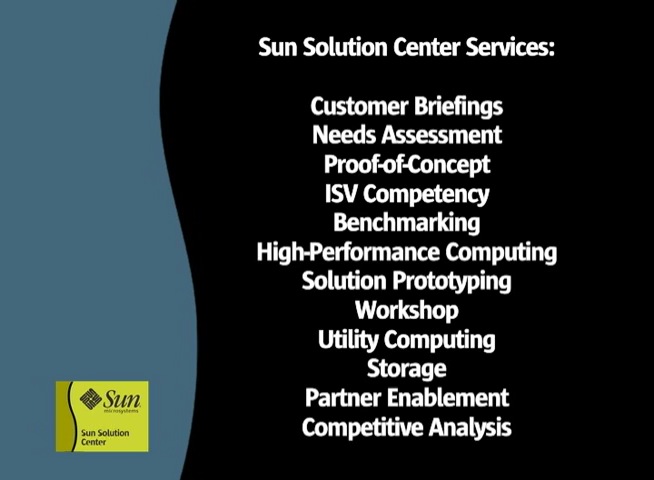 Sun Solution Center Services:
Customer Briefings
Needs Assessment
Proof-of-Concept
ISV Competency
Benchmarking
High-Performance Computing
Solution Prototyping
Workshop
Utility Computing
Storage
Partner Enablement
Competitive Analysis
Sun
microsystems
Sun Solution
Center